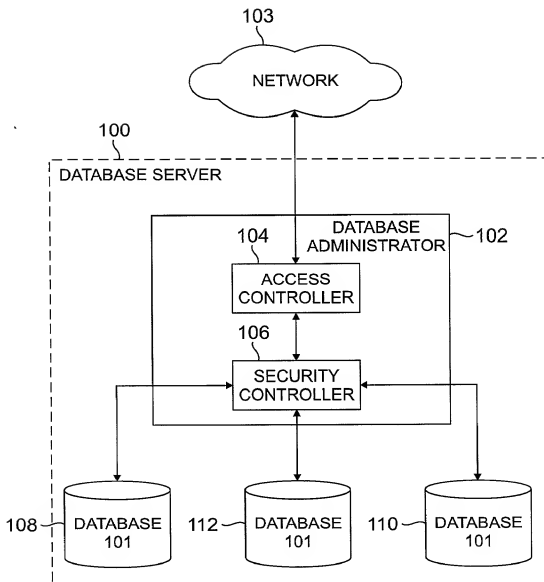 103
NETWORK
100
DATABASE SERVER
DATABASE
ADMINISTRATOR
102
104
ACCESS
CONTROLLER
106
SECURITY
CONTROLLER
108
DATABASE
101
112
DATABASE
101
110
DATABASE
101